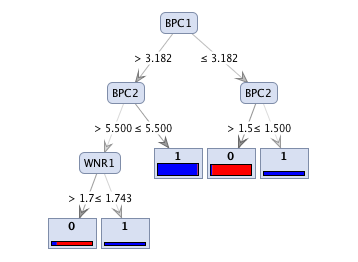 BPC1
> 3.182 ≤ 3.182
BPC2 BPC2
> 5.500 ≤ 5.500 > 1.5 ≤ 1.500
WNR1 1 0 1
> 1.7 ≤ 1.743
0 1